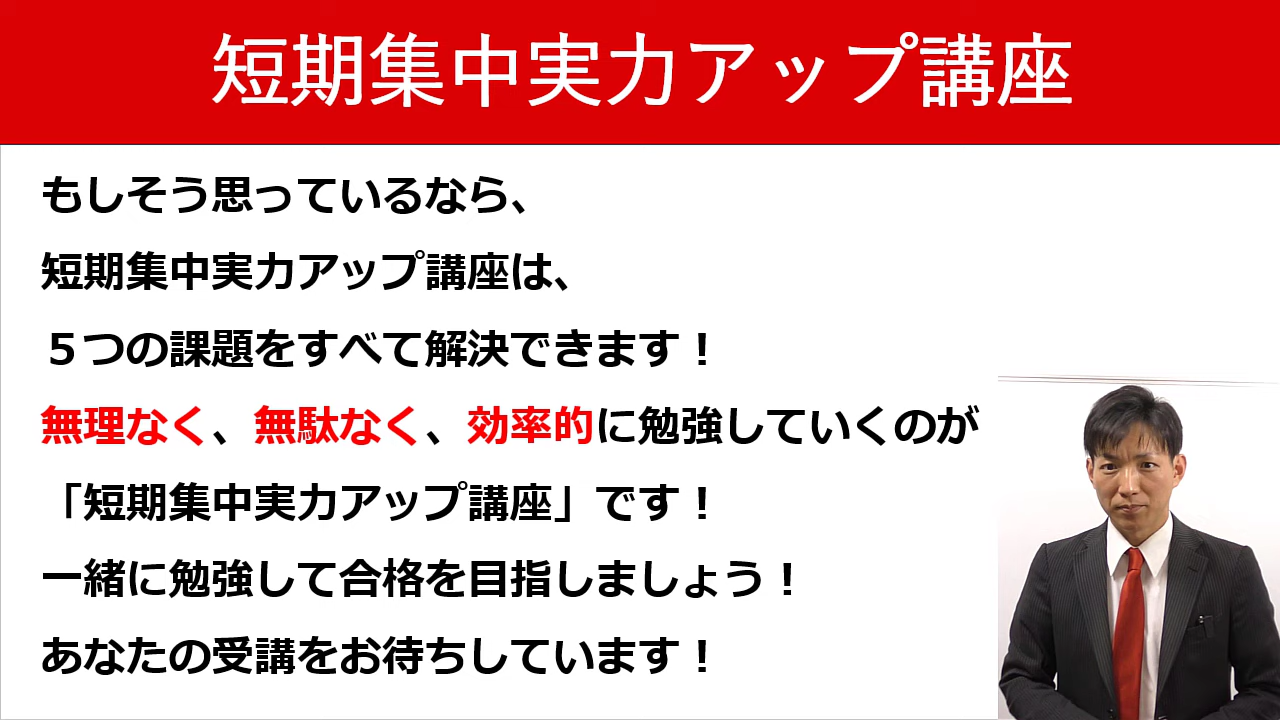 短期集中実力アップ講座
もしそう思っているなら、
短期集中実力アップ講座は、
５つの課題をすべて解決できます！
無理なく、無駄なく、効率的に勉強していくのが
「短期集中実力アップ講座」です！
一緒に勉強して合格を目指しましょう！
あなたの受講をお待ちしています！